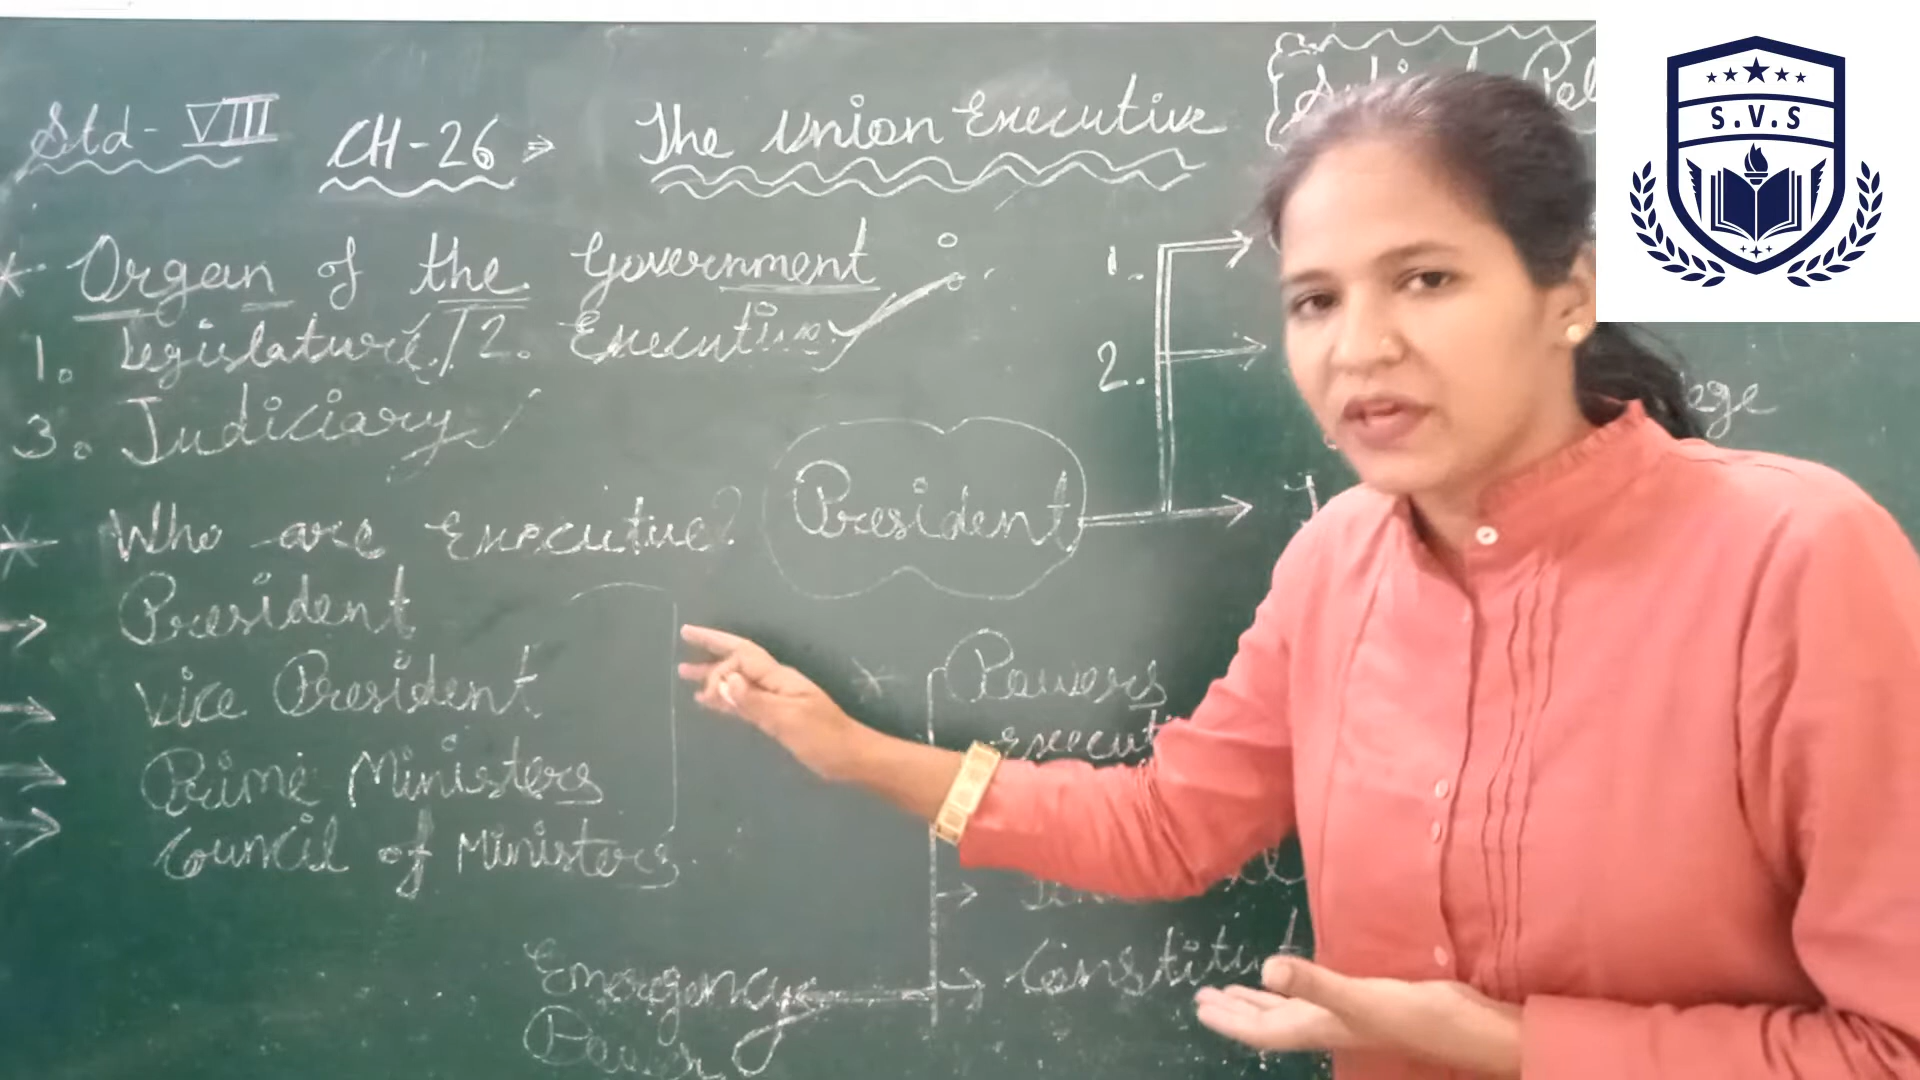 Std- VIII CH-26 → The Union Executive
S.V.S
* Organ of the Government
1. Legislature / 2. Executive
3. Judiciary
1.
2.
* Who are Executive?
President
President
Vice President
Prime Ministers
Council of Ministers
* Powers
Emergency
Power